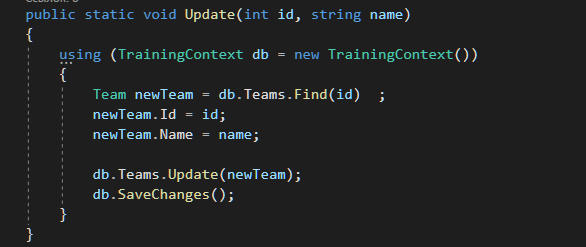 public static void Update(int id, string name)
{
using (TrainingContext db = new TrainingContext())
{
Team newTeam = db.Teams.Find(id)  ;
newTeam.Id = id;
newTeam.Name = name;
db.Teams.Update(newTeam);
db.SaveChanges();
}
}